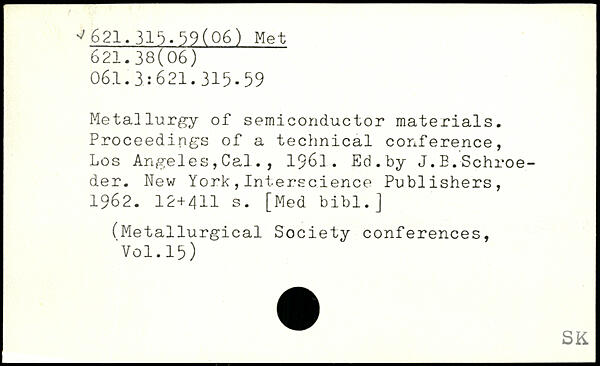 ✓ 621.315.59(06) Met
621.38(06)
061.3:621.315.59
Metallurgy of semiconductor materials.
Proceedings of a technical conference,
Los Angeles,Cal., 1961. Ed.by J.B.Schroe-
der. New York,Interscience Publishers,
1962. 12+411 s. [Med bibl.]
(Metallurgical Society conferences,
Vol.15)
SK